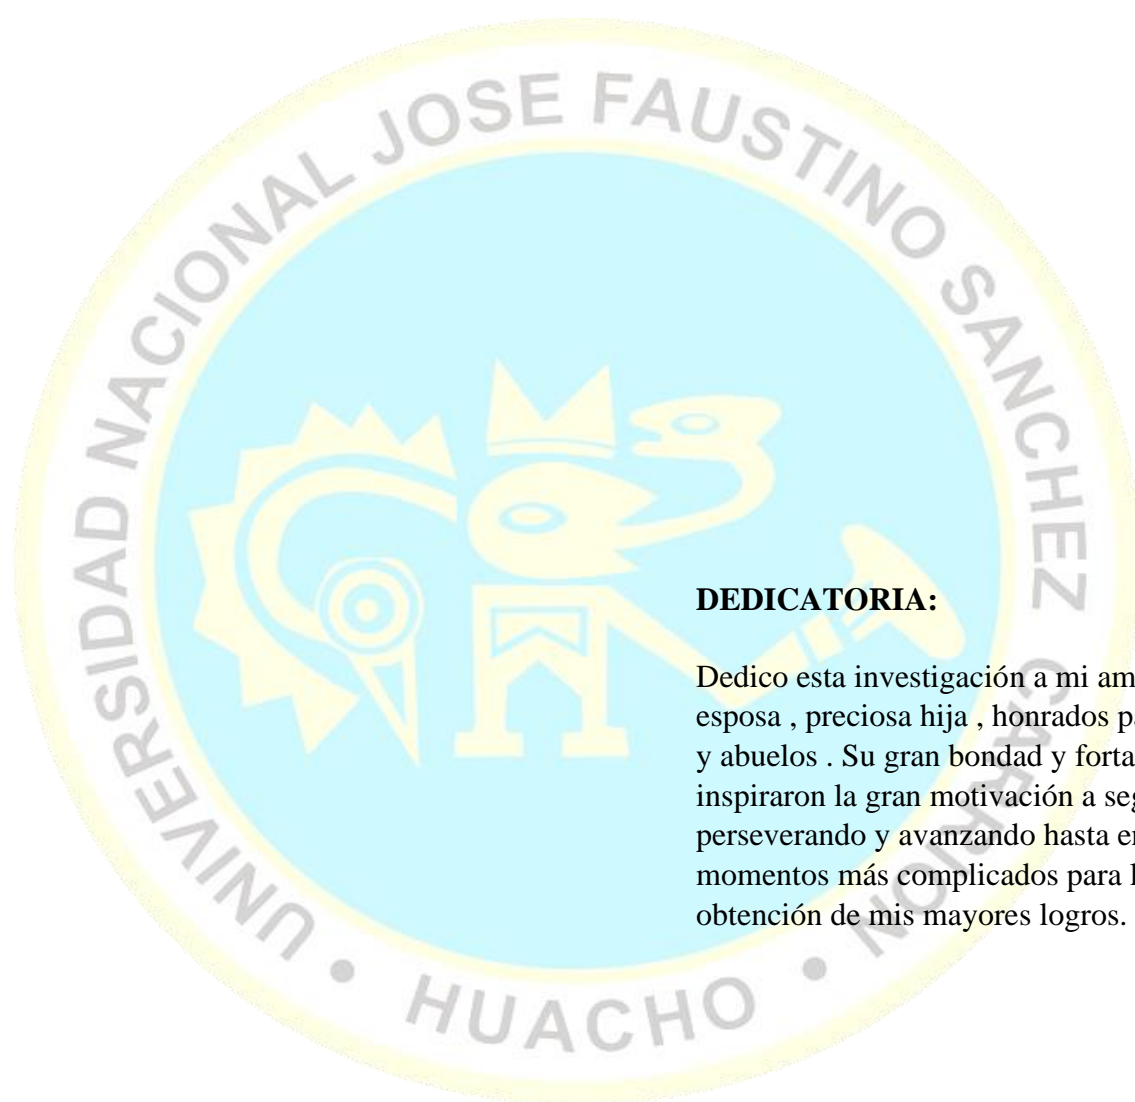 UNIVERSIDAD NACIONAL JOSE FAUSTINO SANCHEZ CARRION
• HUACHO •
DEDICATORIA:
Dedico esta investigación a mi
esposa , preciosa hija , honrados
y abuelos . Su gran bondad y
inspiraron la gran motivación a
perseverando y avanzando hasta
momentos más complicados para
obtención de mis mayores logros.